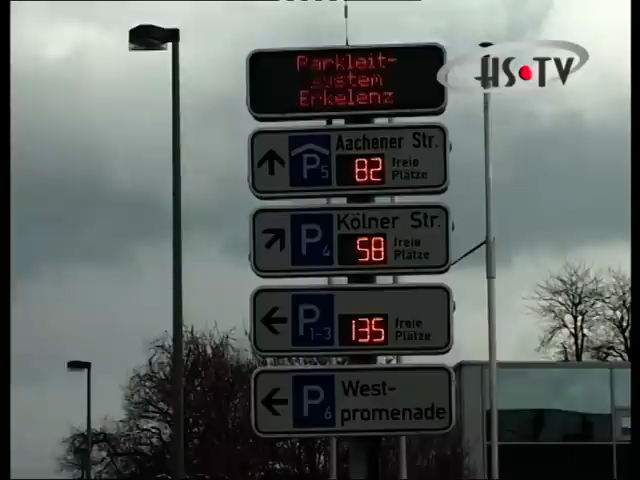 HS•TV
Parkleit-
system
Erkelenz
Aachener Str.
P5 82 freie
Plätze
Kölner Str.
P4 58 freie
Plätze
P1-3 135 freie
Plätze
P6 West-
promenade